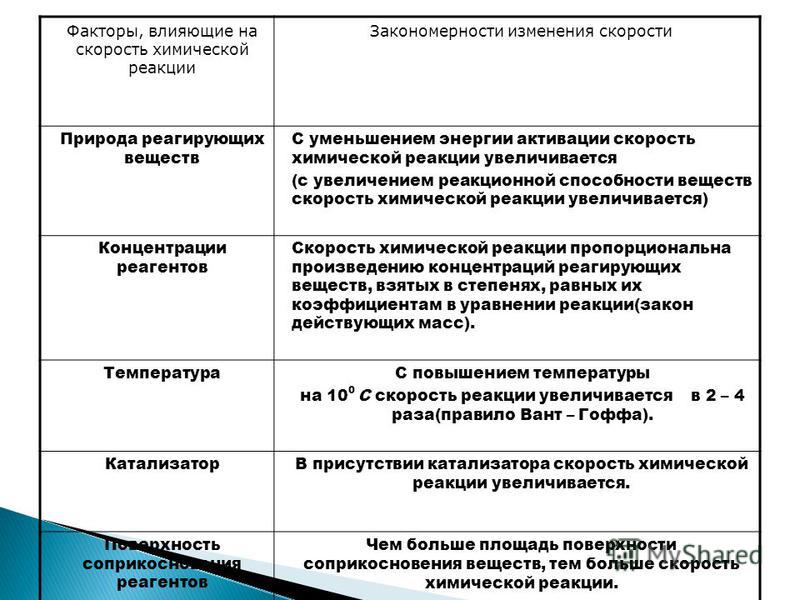 Факторы, влияющие на
скорость химической
реакции
Закономерности изменения скорости
Природа реагирующих
веществ
С уменьшением энергии активации скорость
химической реакции увеличивается
(с увеличением реакционной способности веществ
скорость химической реакции увеличивается)
Концентрации
реагентов
Скорость химической реакции пропорциональна
произведению концентраций реагирующих
веществ, взятых в степенях, равных их
коэффициентам в уравнении реакции(закон
действующих масс).
Температура
С повышением температуры
на 10⁰ С скорость реакции увеличивается в 2 – 4
раза(правило Вант – Гоффа).
Катализатор
В присутствии катализатора скорость химической
реакции увеличивается.
Поверхность
соприкосновения
реагентов
Чем больше площадь поверхности
соприкосновения веществ, тем больше скорость
химической реакции.
MyShared